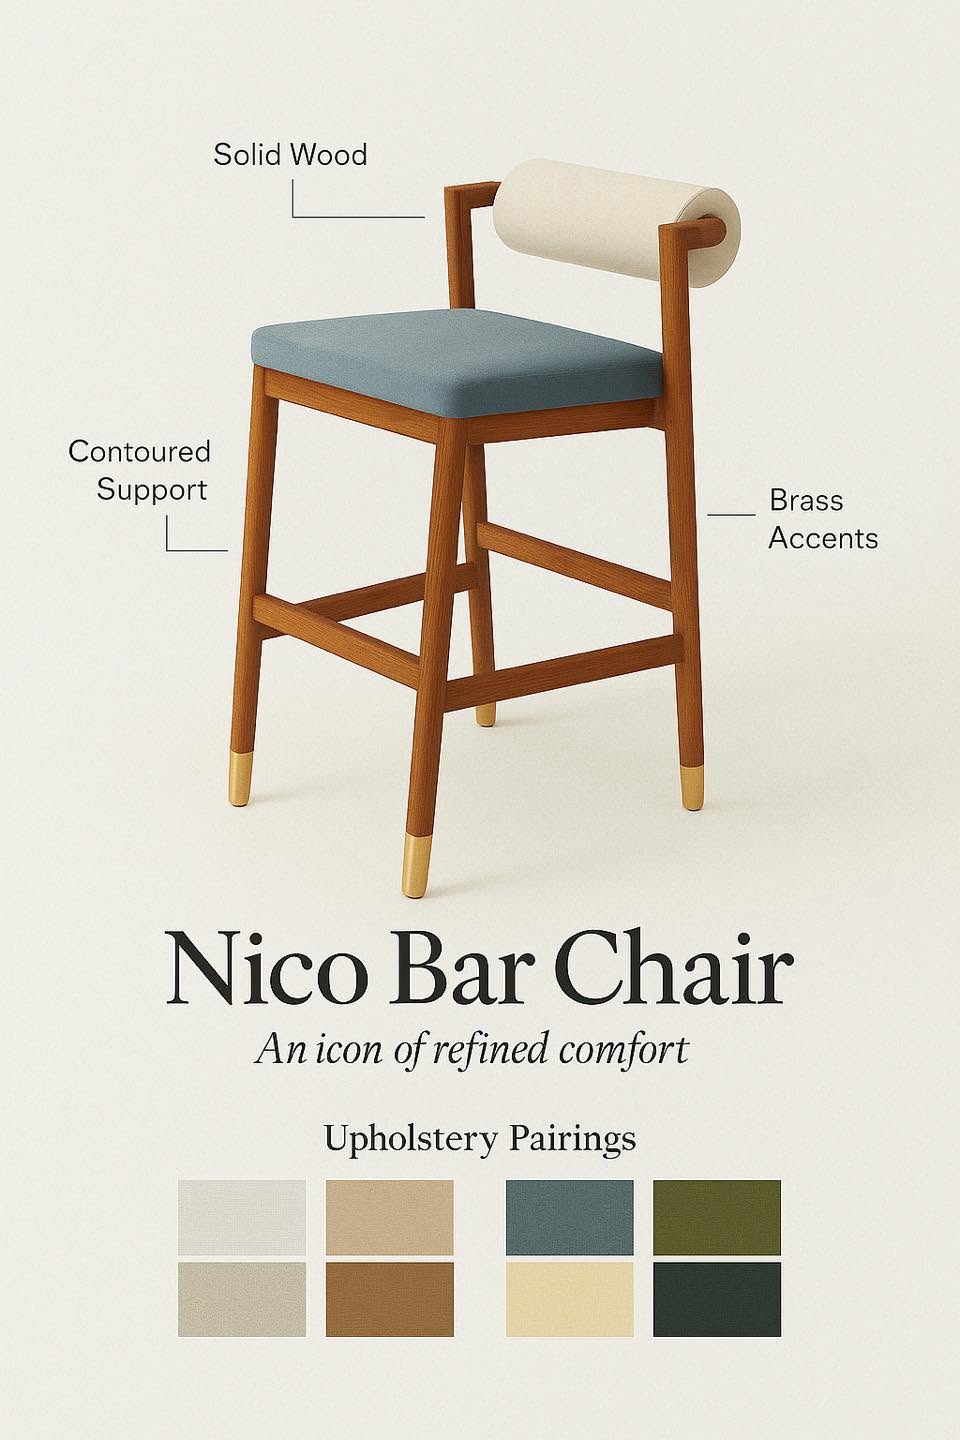 Solid Wood
Contoured
Support
Brass
Accents
Nico Bar Chair
An icon of refined comfort
Upholstery Pairings